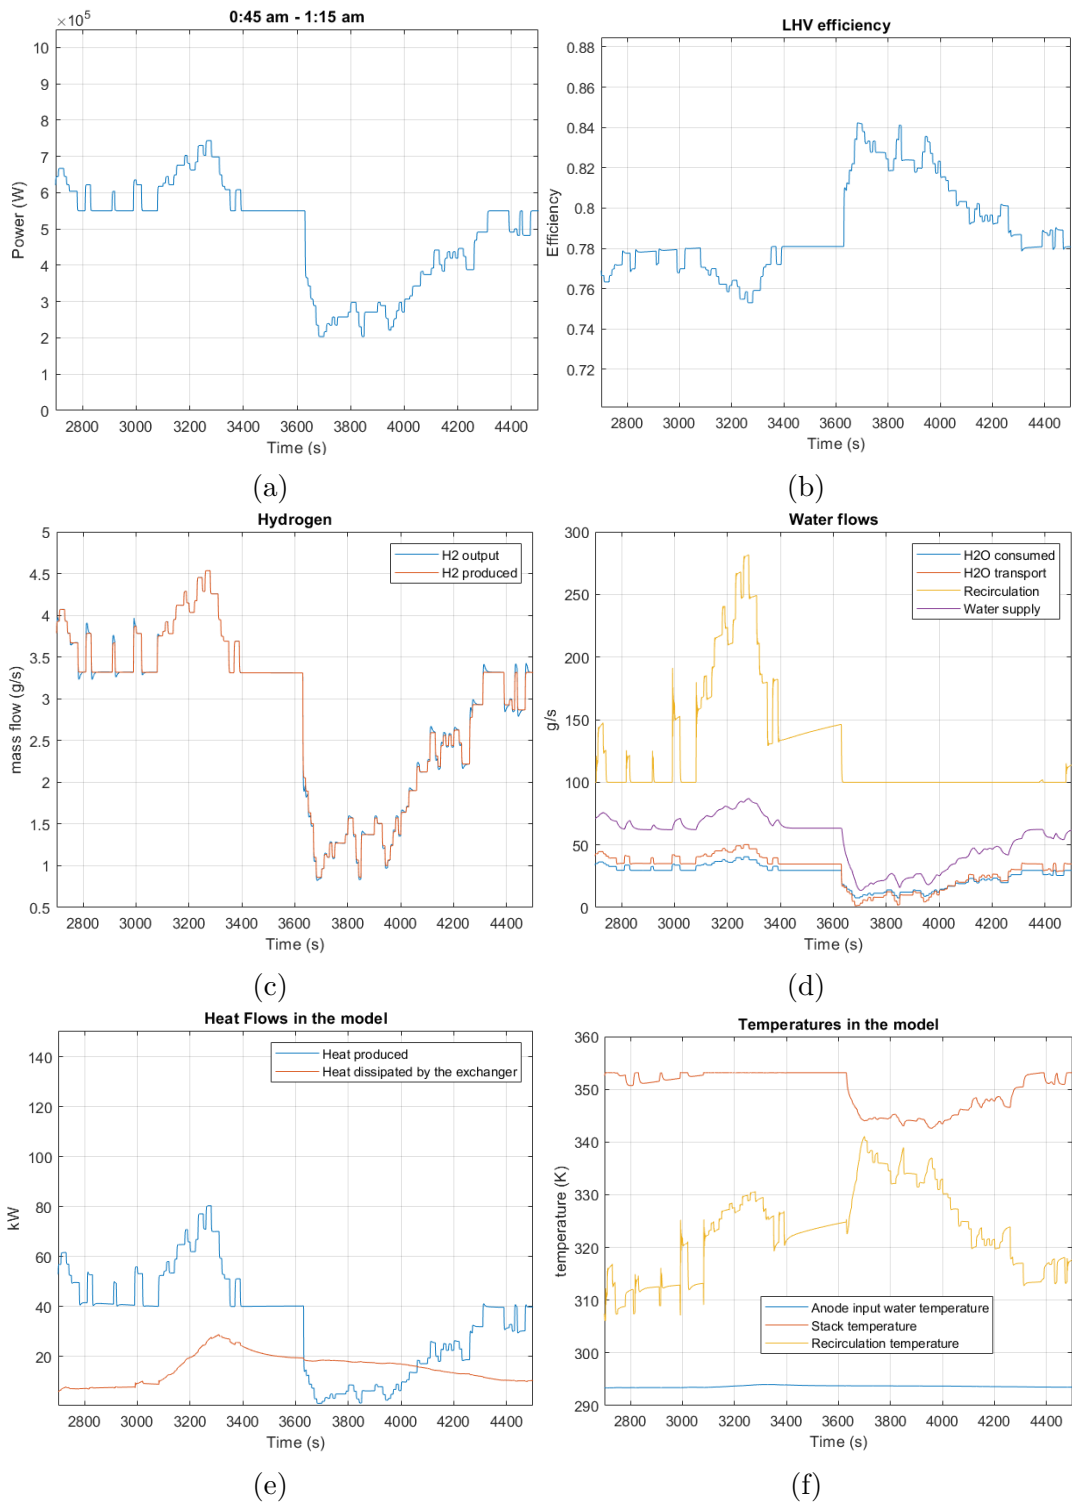 0:45 am - 1:15 am
×10⁵
10
9
8
7
6
5
4
3
2
1
0
Power (W)
2800 3000 3200 3400 3600 3800 4000 4200 4400
Time (s)
(a)
LHV efficiency
0.88
0.86
0.84
0.82
0.8
0.78
0.76
0.74
0.72
Efficiency
2800 3000 3200 3400 3600 3800 4000 4200 4400
Time (s)
(b)
Hydrogen
H2 output
H2 produced
5
4.5
4
3.5
3
2.5
2
1.5
1
0.5
mass flow (g/s)
2800 3000 3200 3400 3600 3800 4000 4200 4400
Time (s)
(c)
Water flows
H2O consumed
H2O transport
Recirculation
Water supply
300
250
200
150
100
50
0
g/s
2800 3000 3200 3400 3600 3800 4000 4200 4400
Time (s)
(d)
Heat Flows in the model
Heat produced
Heat dissipated by the exchanger
140
120
100
80
60
40
20
kW
2800 3000 3200 3400 3600 3800 4000 4200 4400
Time (s)
(e)
Temperatures in the model
360
350
340
330
320
310
300
290
temperature (K)
Anode input water temperature
Stack temperature
Recirculation temperature
2800 3000 3200 3400 3600 3800 4000 4200 4400
Time (s)
(f)